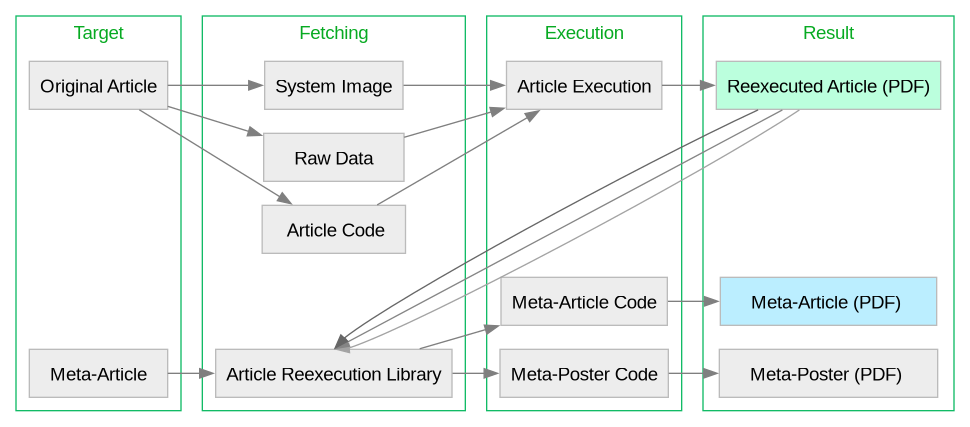 Target
Fetching
Execution
Result
Original Article
System Image
Article Execution
Reexecuted Article (PDF)
Raw Data
Article Code
Meta-Article Code
Meta-Article (PDF)
Meta-Article
Article Reexecution Library
Meta-Poster Code
Meta-Poster (PDF)